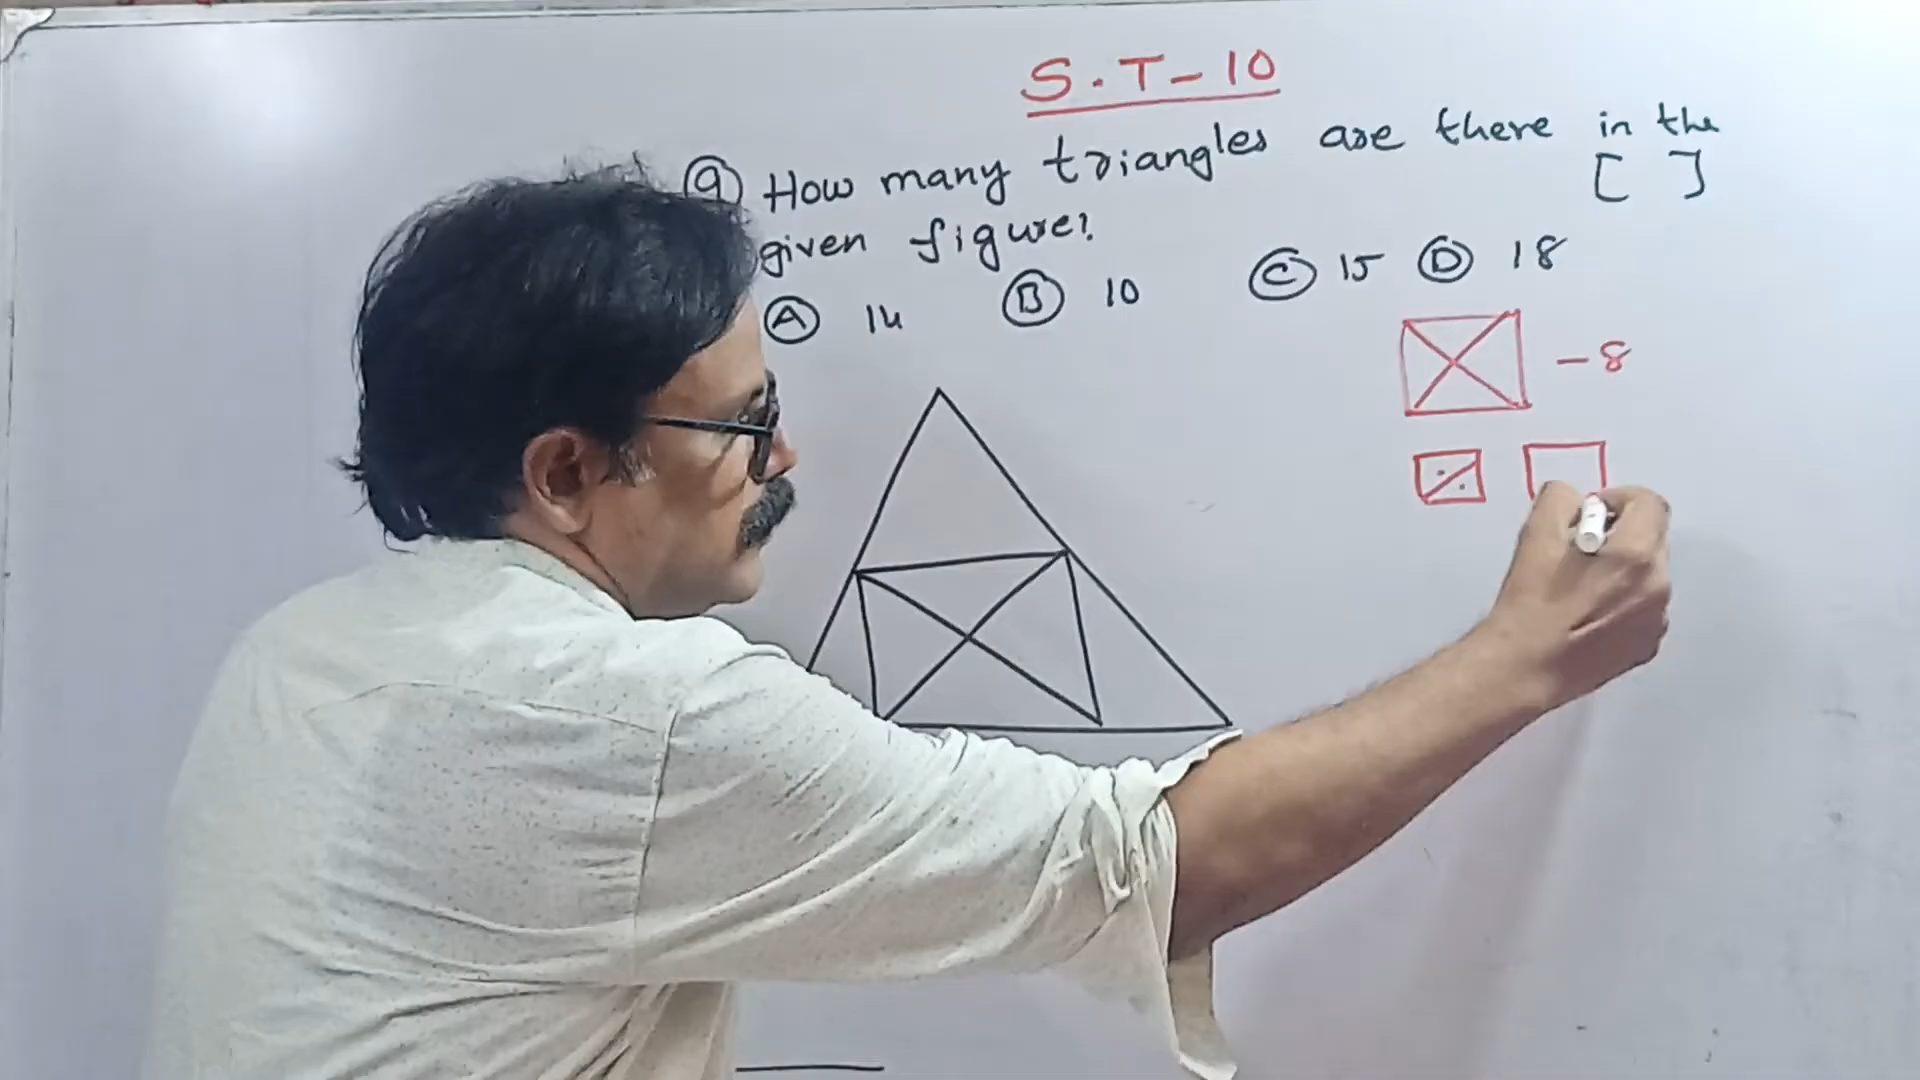 S.T-10
9 How many triangles are there in the
[ ]
given figure?
A 14 B 10 C 15 D 18
- 8